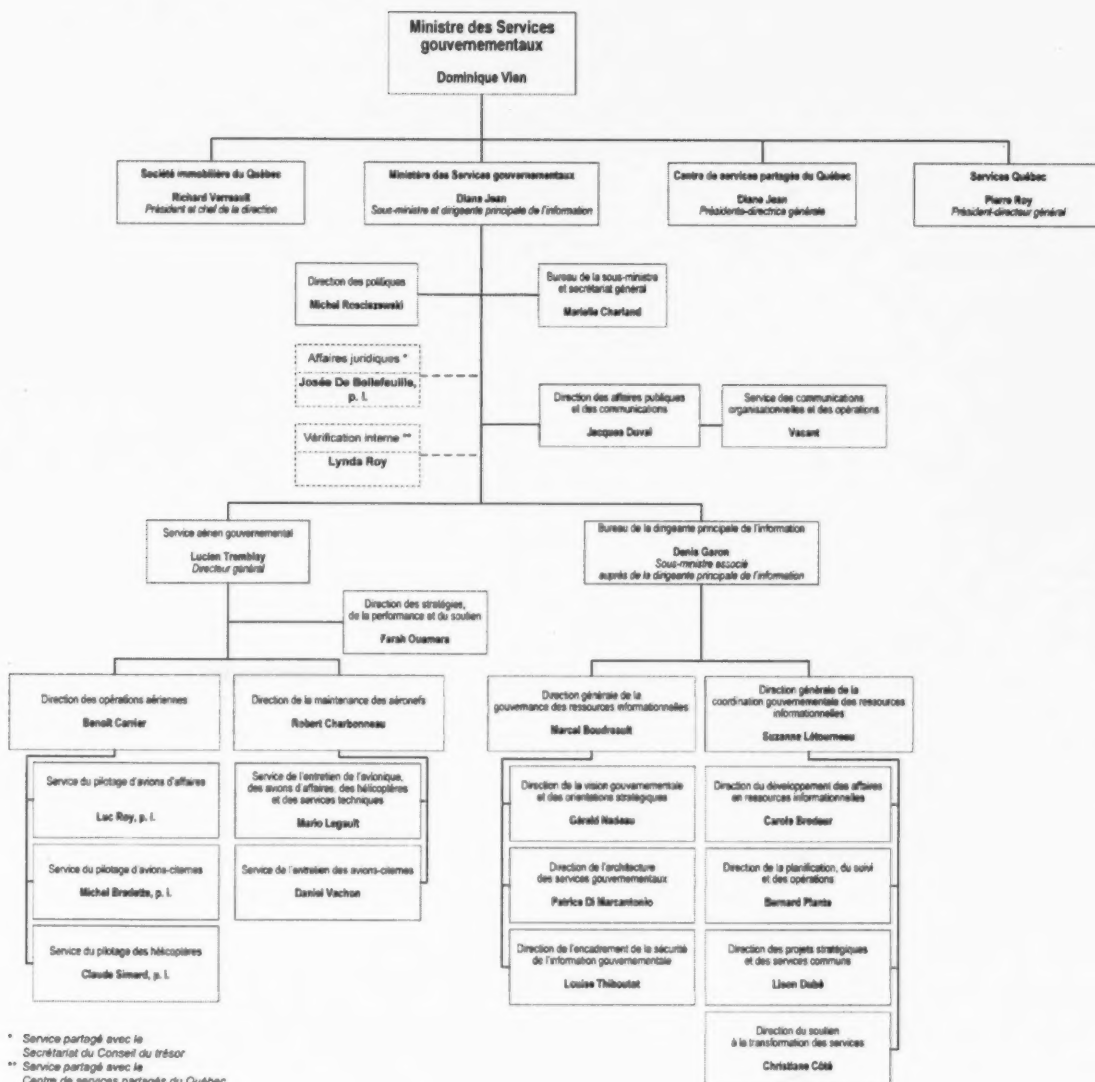 Ministre des Services
gouvernementaux
Dominique Vien
Société immobilière du Québec
Richard Verreault
Président et chef de la direction
Ministère des Services gouvernementaux
Diane Jean
Sous-ministre et dirigeante principale de l'information
Centre de services partagés du Québec
Diane Jean
Présidente-directrice générale
Services Québec
Pierre Roy
Président-directeur général
Direction des politiques
Michel Rosciszewski
Bureau de la sous-ministre
et secrétariat général
Marielle Charland
Affaires juridiques *
Josée De Bellefeuille,
p. i.
Direction des affaires publiques
et des communications
Jacques Duval
Service des communications
organisationnelles et des opérations
Vacant
Vérification interne **
Lynda Roy
Service aérien gouvernemental
Lucien Tremblay
Directeur général
Bureau de la dirigeante principale de l'information
Denis Garon
Sous-ministre associé
auprès de la dirigeante principale de l'information
Direction des stratégies,
de la performance et du soutien
Farah Ouamara
Direction des opérations aériennes
Benoît Carrier
Direction de la maintenance des aéronefs
Robert Charbonneau
Direction générale de la
gouvernance des ressources informationnelles
Marcel Boudreault
Direction générale de la
coordination gouvernementale des ressources
informationnelles
Suzanne Létourneau
Service du pilotage d'avions d'affaires
Luc Roy, p. i.
Service de l'entretien de l'avionique,
des avions d'affaires, des hélicoptères
et des services techniques
Mario Legault
Direction de la vision gouvernementale
et des orientations stratégiques
Gérald Nadeau
Direction du développement des affaires
en ressources informationnelles
Carole Bredeur
Service du pilotage d'avions-citernes
Michel Bredette, p. i.
Service de l'entretien des avions-citernes
Daniel Vachon
Direction de l'architecture
des services gouvernementaux
Patrice Di Marcantonio
Direction de la planification, du suivi
et des opérations
Bernard Plante
Service du pilotage des hélicoptères
Claude Simard, p. i.
Direction de l'encadrement de la sécurité
de l'information gouvernementale
Louise Thiboutot
Direction des projets stratégiques
et des services communs
Lison Dubé
Direction du soutien
à la transformation des services
Christiane Côté
* Service partagé avec le
Secrétariat du Conseil du trésor
** Service partagé avec le
Centre de services partagés du Québec